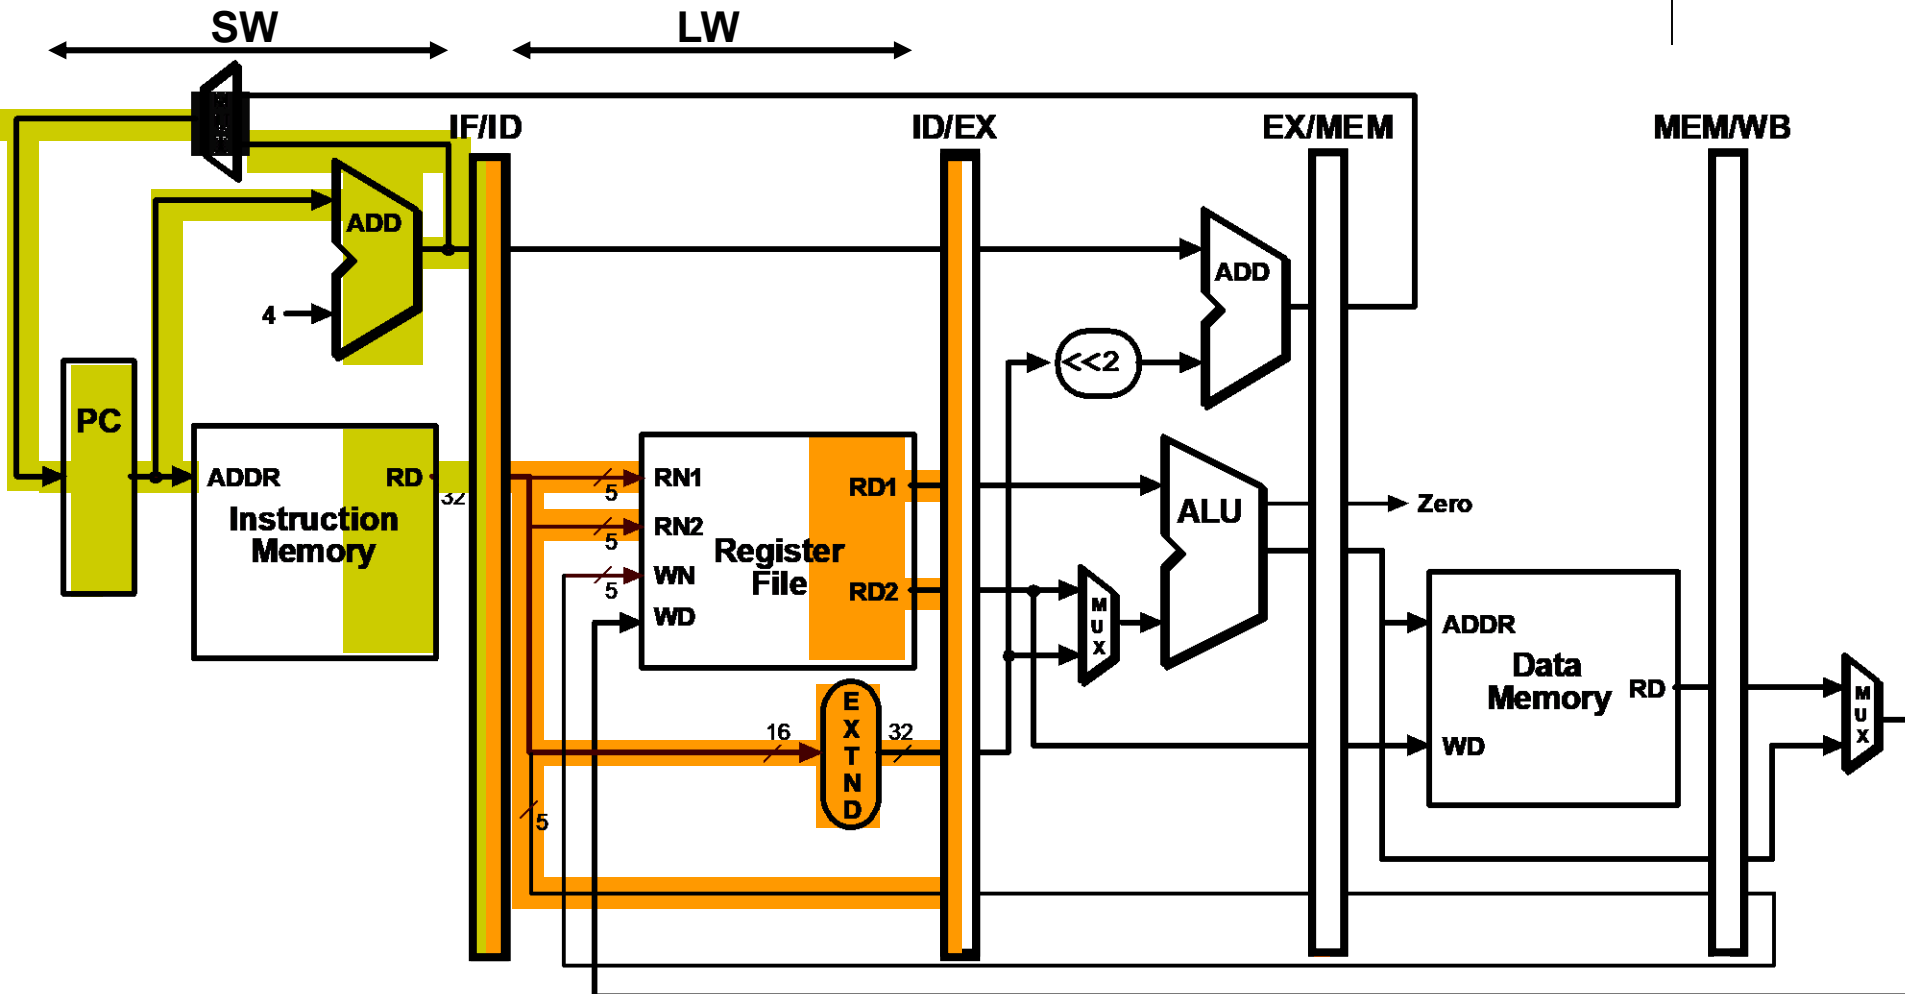 SW
LW
IF/ID
ID/EX
EX/MEM
MEM/WB
ADD
4
ADD
<<2
PC
ADDR
RD
32
Instruction
Memory
5
RN1
5
RN2
5
WN
WD
Register
File
RD1
RD2
ALU
Zero
M
U
X
ADDR
Data
Memory
RD
WD
M
U
X
16
E
X
T
N
D
32
5